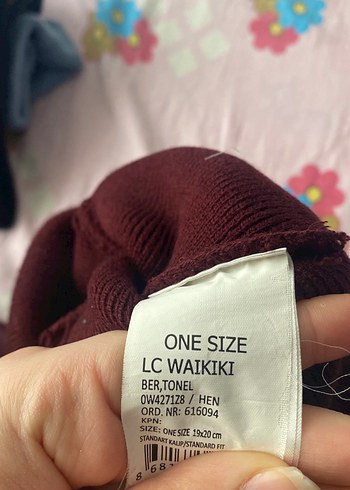 ONE SIZE
LC WAIKIKI
BER,TONEL
0W4271Z8 / HEN
ORD. NR: 616094
KPN:
SIZE: ONE SIZE 19x20 cm
STANDART KALIP/STANDARD FIT